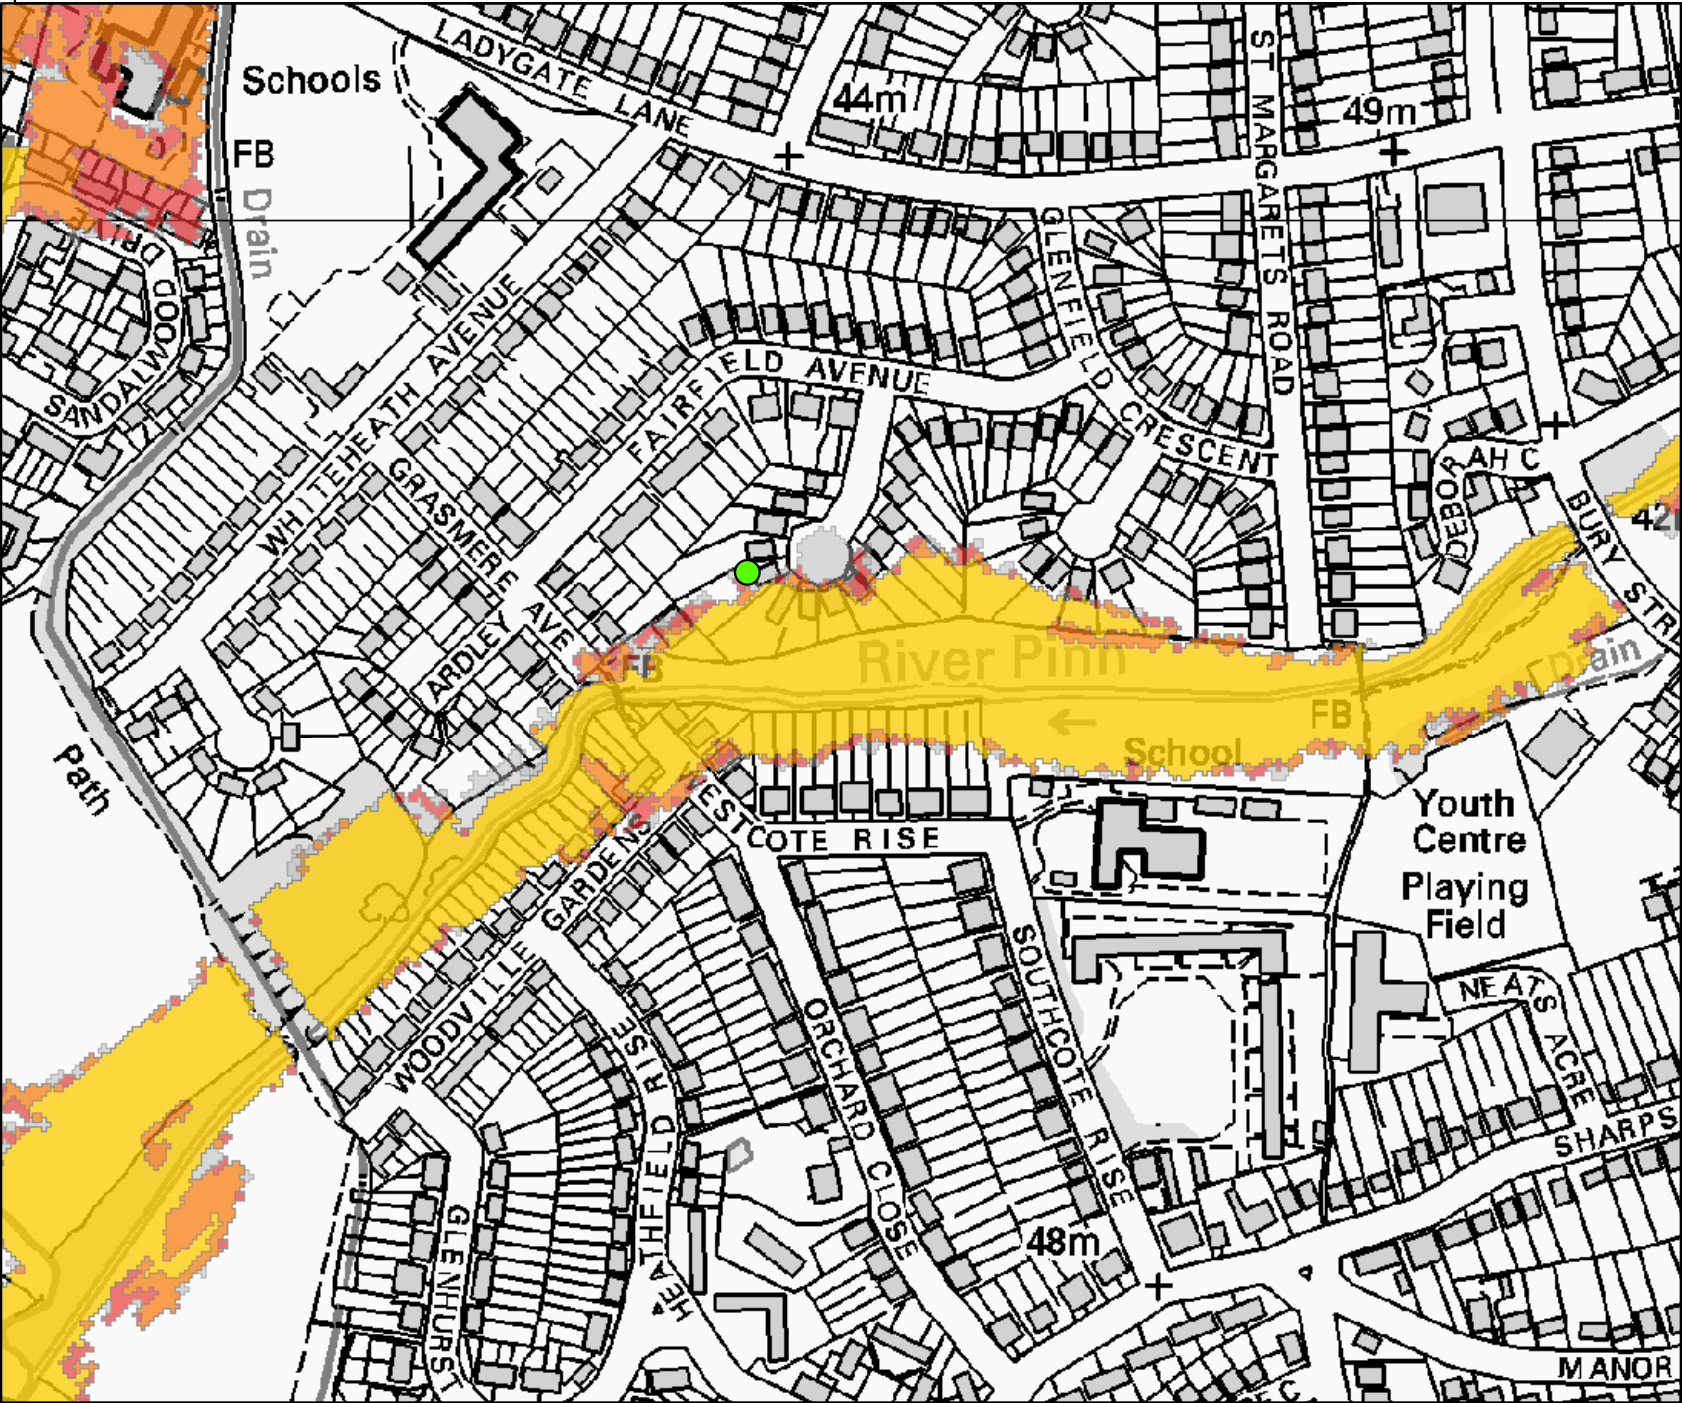 LADYGATE LANE
Schools
44m
ST MARGARETS ROAD
49m
FB
Drain
GLENFIELD CRESCENT
SANDALWOOD DRI
WHITEHEATH AVENUE
FAIRFIELD AVENUE
GRASMERE AVE
DEBORAH C
BURY STRE
42
ARDLEY
FB
River Pinn
Drain
FB
←
School
Path
Youth
Centre
Playing
Field
ESTCOTE RISE
WOODVILLE GARDENS
SOUTHCOTE RISE
ORCHARD CLOSE
HEATHFIELD RISE
NEATS ACRE
SHARPS
GLENHURST
48m
MANOR